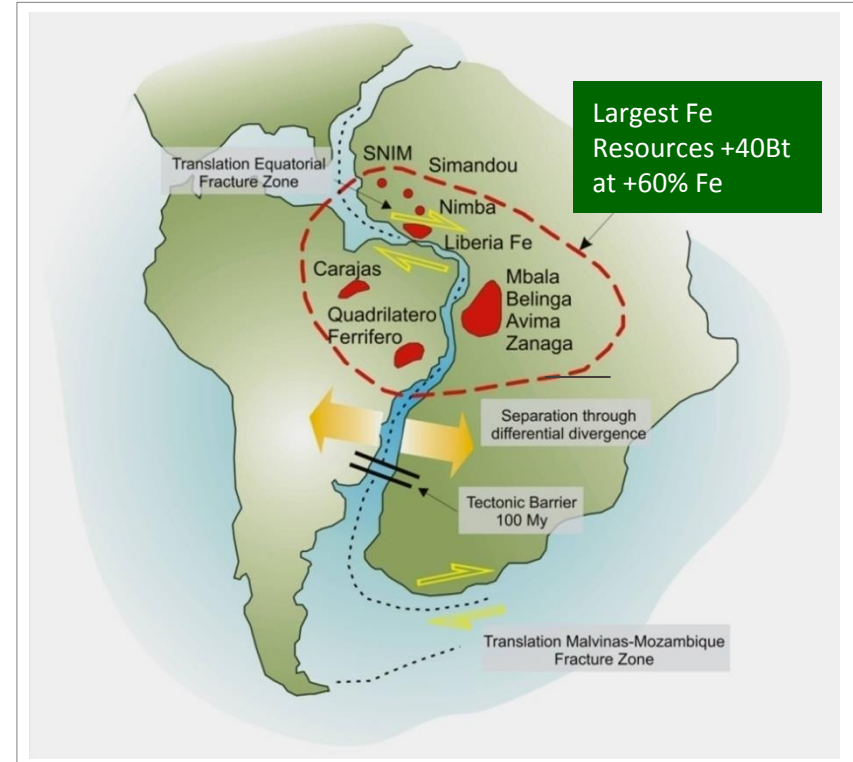 Largest Fe
Resources +40Bt
at +60% Fe
Translation Equatorial
Fracture Zone
SNIM
Simandou
Nimba
Liberia Fe
Carajas
Quadrilatero
Ferrifero
Mbala
Belinga
Avima
Zanaga
Separation through
differential divergence
Tectonic Barrier
100 My
Translation Malvinas-Mozambique
Fracture Zone